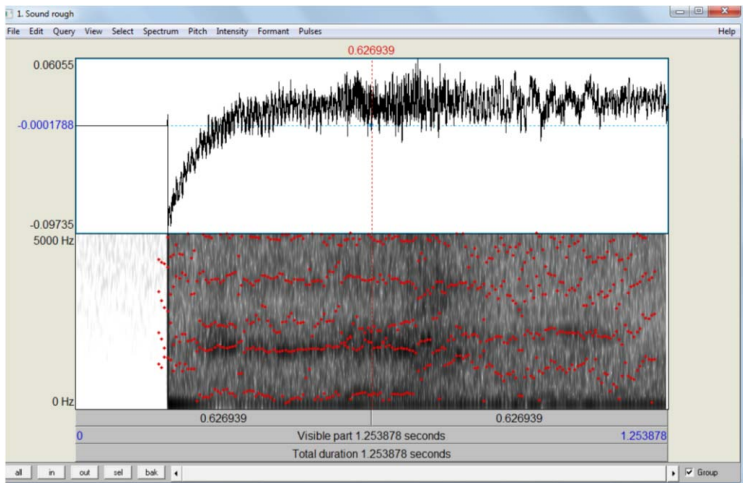 1. Sound rough
File Edit Query View Select Spectrum Pitch Intensity Formant Pulses Help
0.626939
0.06055
-0.0001788
-0.09735
5000 Hz
0 Hz
0.626939 0.626939
0 Visible part 1.253878 seconds 1.253878
Total duration 1.253878 seconds
all in out sel bak Group